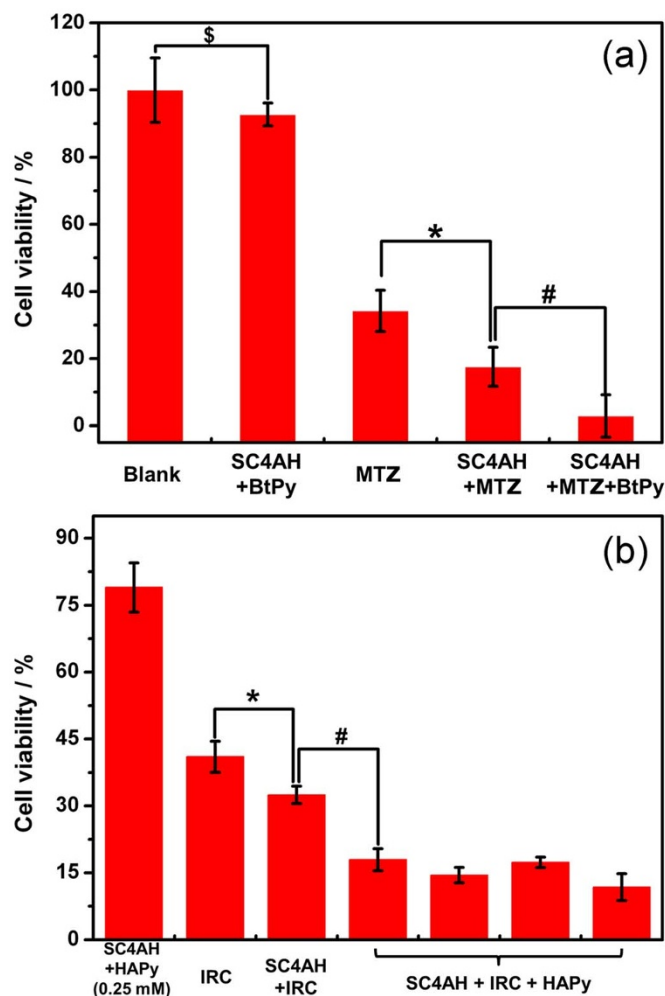 120
100
80
60
40
20
0
Cell viability / %
(a)
$
*
#
Blank
SC4AH
+BtPy
MTZ
SC4AH
+MTZ
SC4AH
+MTZ+BtPy
90
75
60
45
30
15
0
Cell viability / %
(b)
*
#
SC4AH
+HAPy
(0.25 mM)
IRC
SC4AH
+IRC
SC4AH + IRC + HAPy